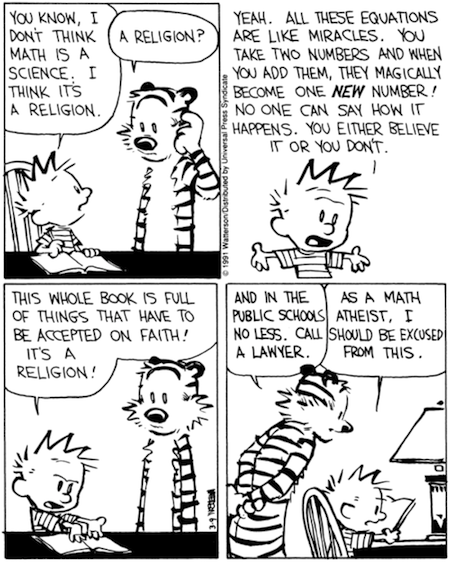 YOU KNOW, I
DON'T THINK
MATH IS A
SCIENCE. I
THINK IT'S
A RELIGION.
A RELIGION?
© 1991 Watterson/Distributed by Universal Press Syndicate
YEAH. ALL THESE EQUATIONS
ARE LIKE MIRACLES. YOU
TAKE TWO NUMBERS AND WHEN
YOU ADD THEM, THEY MAGICALLY
BECOME ONE NEW NUMBER!
NO ONE CAN SAY HOW IT
HAPPENS. YOU EITHER BELIEVE
IT OR YOU DON'T.
THIS WHOLE BOOK IS FULL
OF THINGS THAT HAVE TO
BE ACCEPTED ON FAITH!
IT'S A
RELIGION!
3-9 WATTERSON
AND IN THE
PUBLIC SCHOOLS
NO LESS. CALL
A LAWYER.
AS A MATH
ATHEIST, I
SHOULD BE EXCUSED
FROM THIS.